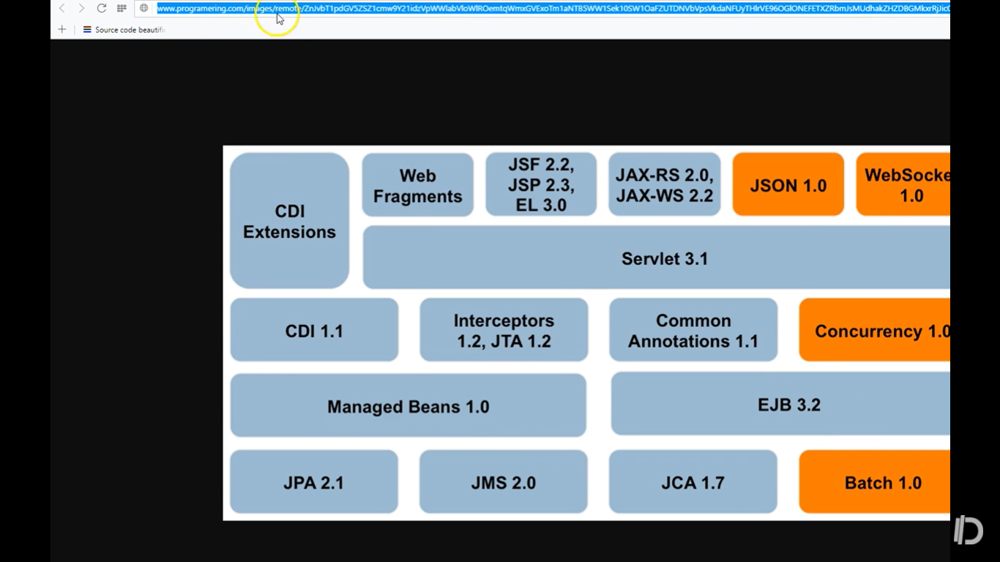 www.programering.com/images/remote/
Source code beautifi
CDI
Extensions
Web
Fragments
JSF 2.2,
JSP 2.3,
EL 3.0
JAX-RS 2.0,
JAX-WS 2.2
JSON 1.0
WebSocke
1.0
Servlet 3.1
CDI 1.1
Interceptors
1.2, JTA 1.2
Common
Annotations 1.1
Concurrency 1.0
Managed Beans 1.0
EJB 3.2
JPA 2.1
JMS 2.0
JCA 1.7
Batch 1.0